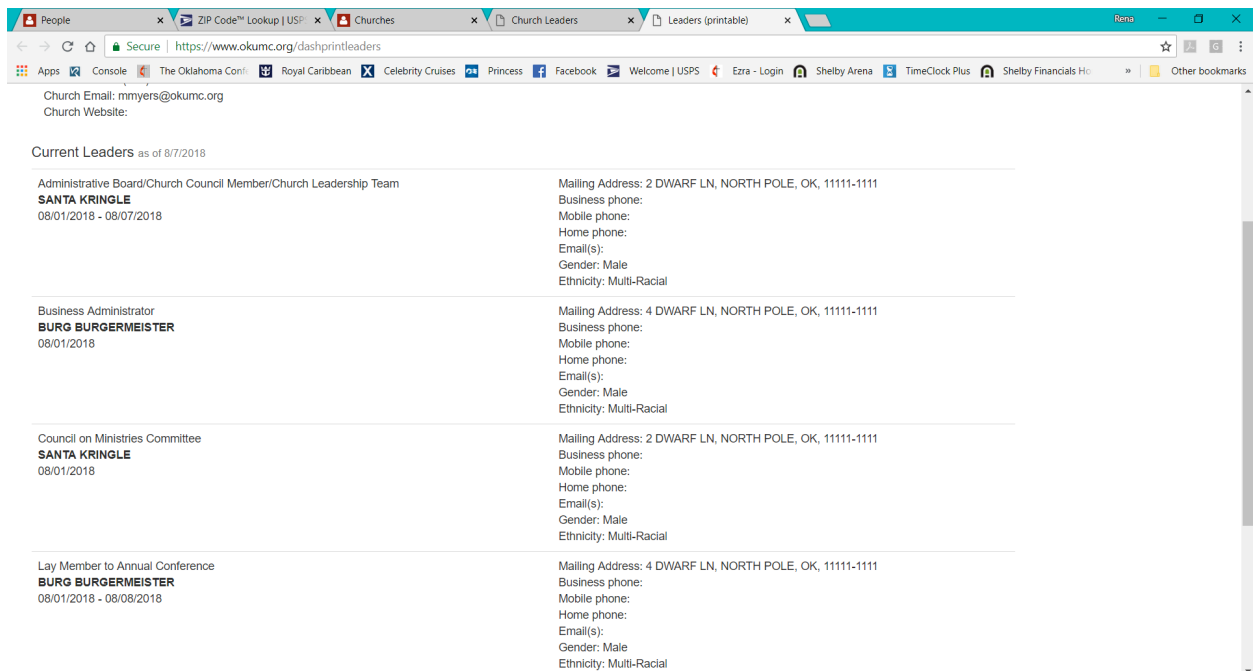 People
ZIP Code™ Lookup | USP
Churches
Church Leaders
Leaders (printable)
Rena
Secure | https://www.okumc.org/dashprintleaders
Apps Console The Oklahoma Conf Royal Caribbean Celebrity Cruises Princess Facebook Welcome | USPS Ezra - Login Shelby Arena TimeClock Plus Shelby Financials Ho » Other bookmarks
Church Email: mmyers@okumc.org
Church Website:
Current Leaders as of 8/7/2018
Administrative Board/Church Council Member/Church Leadership Team
SANTA KRINGLE
08/01/2018 - 08/07/2018
Mailing Address: 2 DWARF LN, NORTH POLE, OK, 11111-1111
Business phone:
Mobile phone:
Home phone:
Email(s):
Gender: Male
Ethnicity: Multi-Racial
Business Administrator
BURG BURGERMEISTER
08/01/2018
Mailing Address: 4 DWARF LN, NORTH POLE, OK, 11111-1111
Business phone:
Mobile phone:
Home phone:
Email(s):
Gender: Male
Ethnicity: Multi-Racial
Council on Ministries Committee
SANTA KRINGLE
08/01/2018
Mailing Address: 2 DWARF LN, NORTH POLE, OK, 11111-1111
Business phone:
Mobile phone:
Home phone:
Email(s):
Gender: Male
Ethnicity: Multi-Racial
Lay Member to Annual Conference
BURG BURGERMEISTER
08/01/2018 - 08/08/2018
Mailing Address: 4 DWARF LN, NORTH POLE, OK, 11111-1111
Business phone:
Mobile phone:
Home phone:
Email(s):
Gender: Male
Ethnicity: Multi-Racial